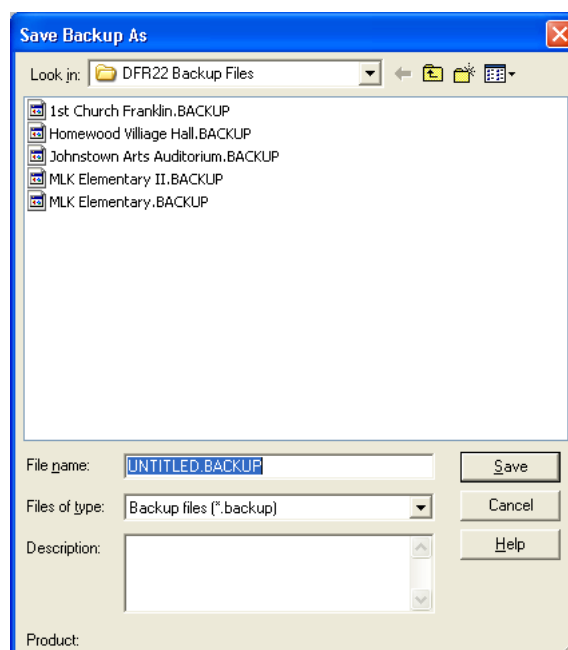 Save Backup As
Look in: DFR22 Backup Files
1st Church Franklin.BACKUP
Homewood Villiage Hall.BACKUP
Johnstown Arts Auditorium.BACKUP
MLK Elementary II.BACKUP
MLK Elementary.BACKUP
File name: UNTITLED.BACKUP Save
Files of type: Backup files (*.backup) Cancel
Description: Help
Product: